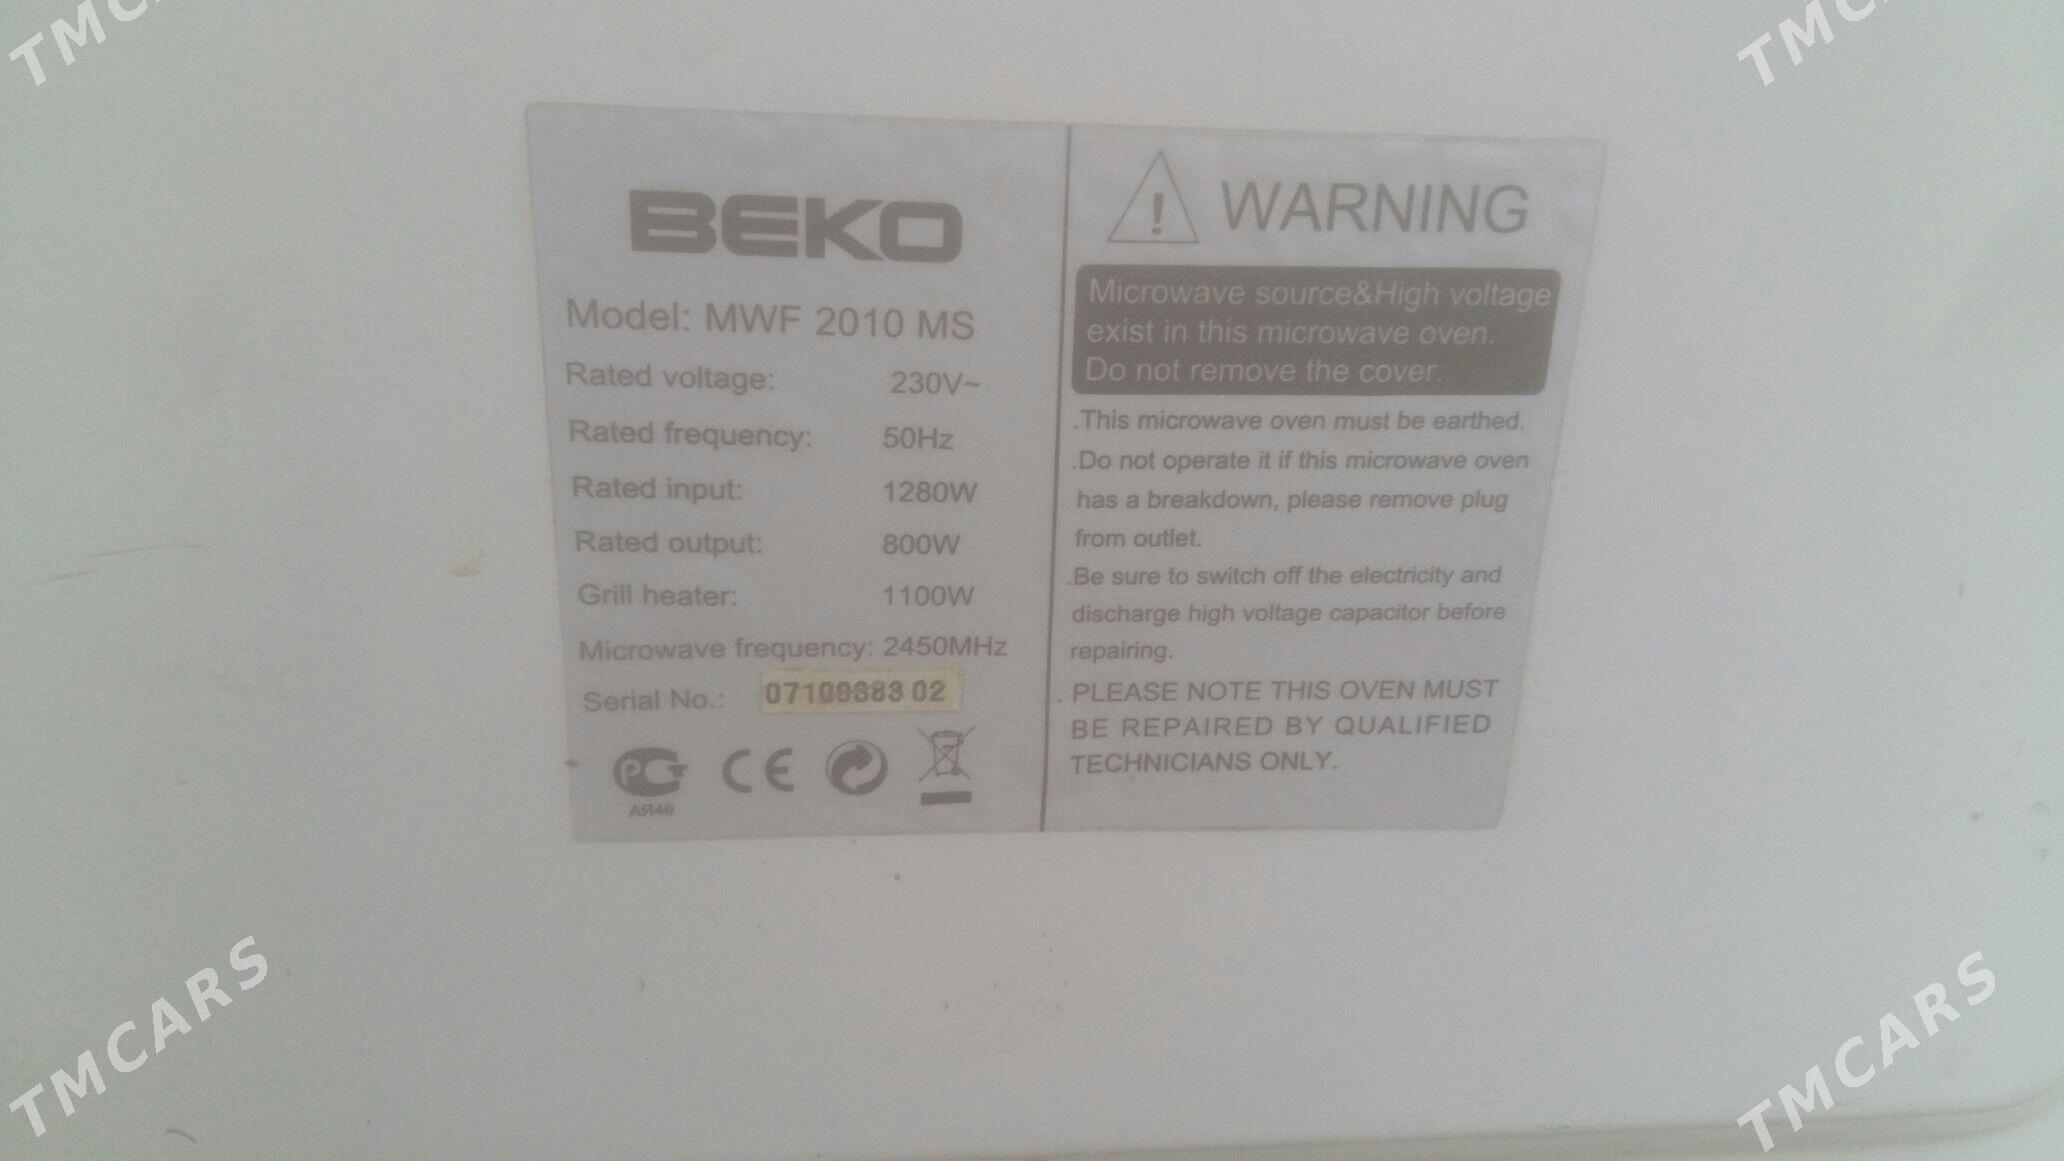 BEKO
Model: MWF 2010 MS
Rated voltage: 230V~
Rated frequency: 50Hz
Rated input: 1280W
Rated output: 800W
Grill heater: 1100W
Microwave frequency: 2450MHz
Serial No.: 02
РСТ
АЯ46
CE
! WARNING
Microwave source&High voltage
exist in this microwave oven.
Do not remove the cover.
.This microwave oven must be earthed.
.Do not operate it if this microwave oven
has a breakdown, please remove plug
from outlet.
.Be sure to switch off the electricity and
discharge high voltage capacitor before
repairing.
. PLEASE NOTE THIS OVEN MUST
BE REPAIRED BY QUALIFIED
TECHNICIANS ONLY.
TMCARS
TMCARS